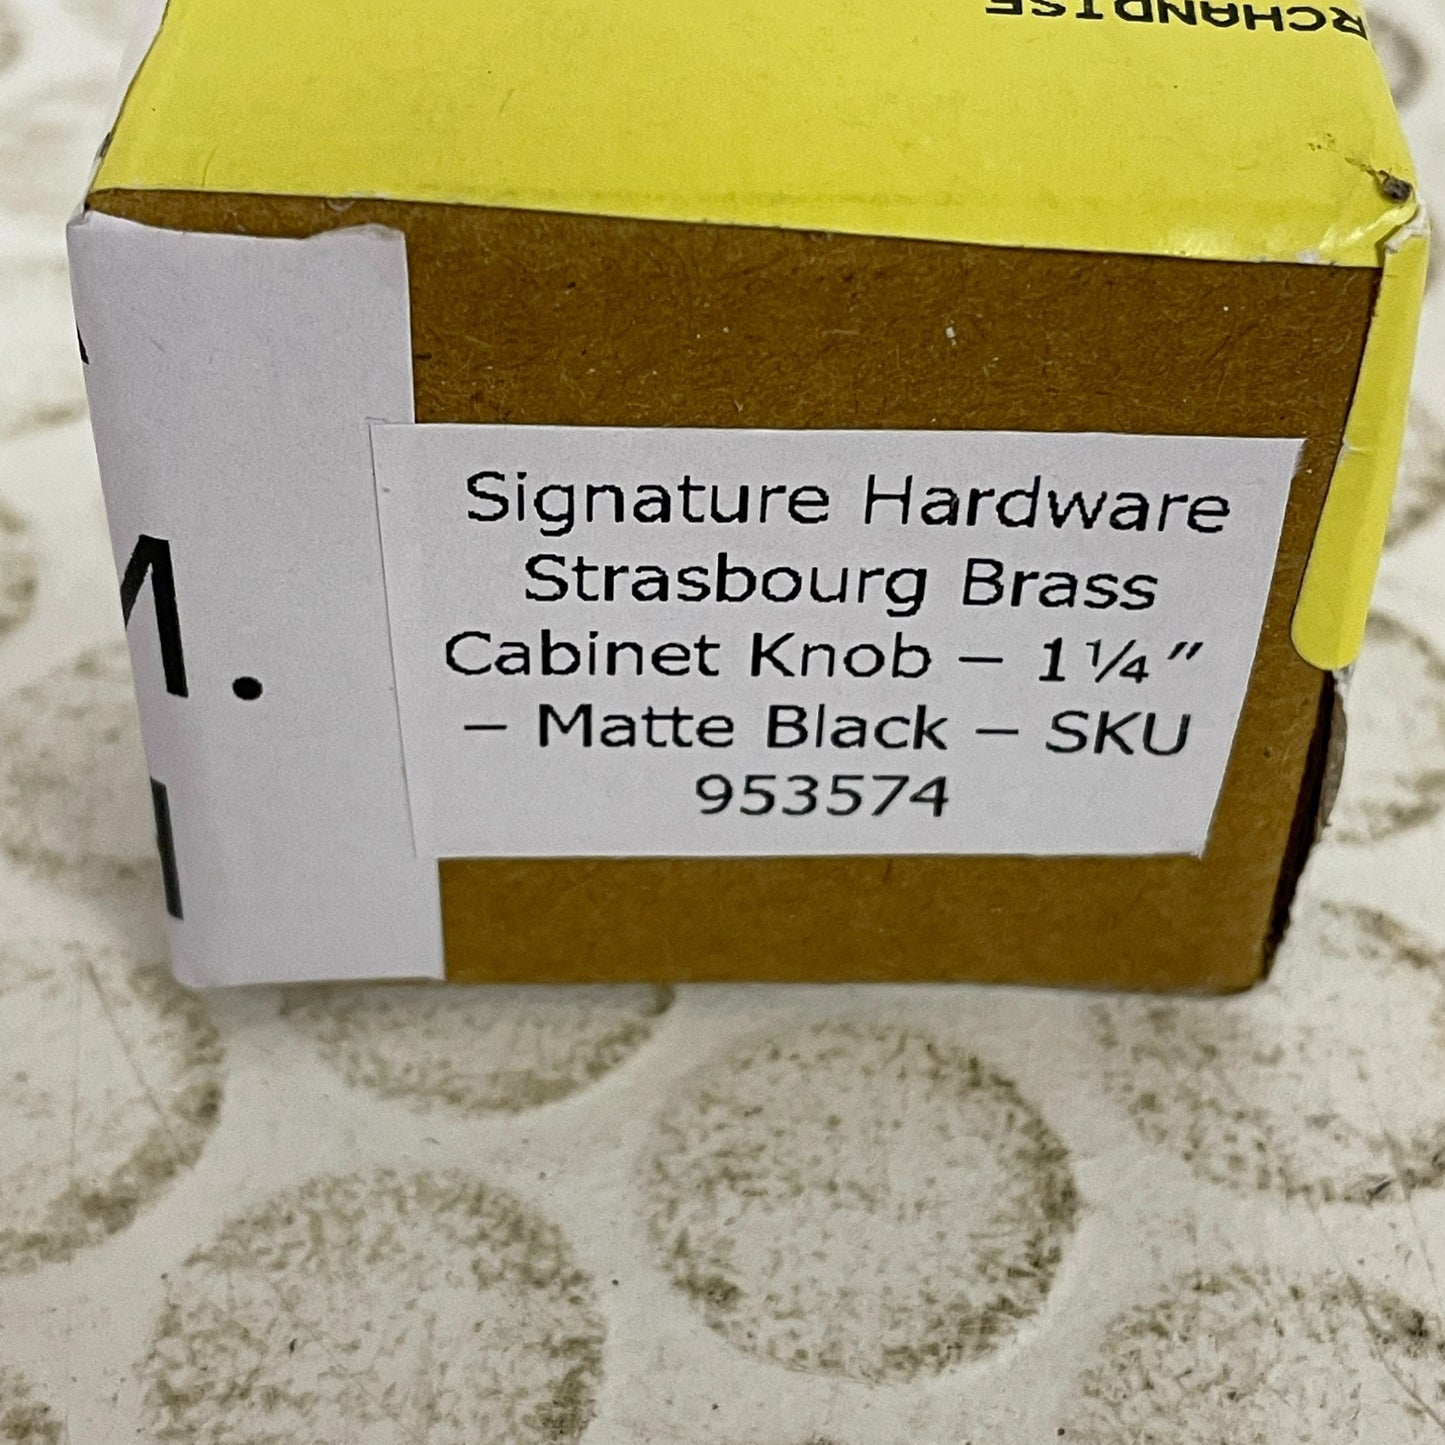 Signature Hardware
Strasbourg Brass
Cabinet Knob – 1¼"
– Matte Black – SKU
953574